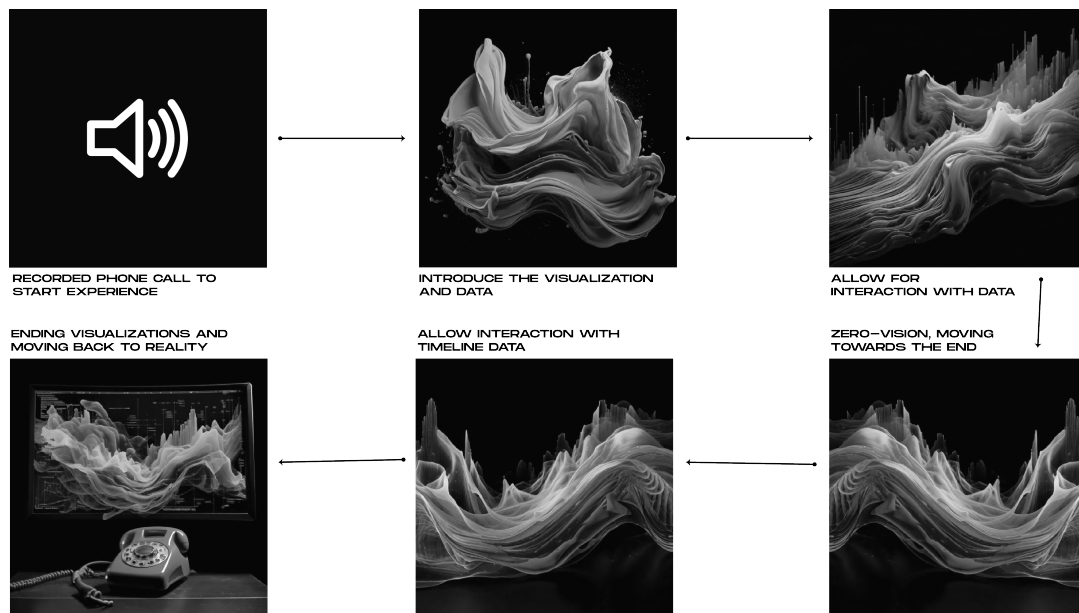 RECORDED PHONE CALL TO
START EXPERIENCE
INTRODUCE THE VISUALIZATION
AND DATA
ALLOW FOR
INTERACTION WITH DATA
ZERO-VISION, MOVING
TOWARDS THE END
ALLOW INTERACTION WITH
TIMELINE DATA
ENDING VISUALIZATIONS AND
MOVING BACK TO REALITY